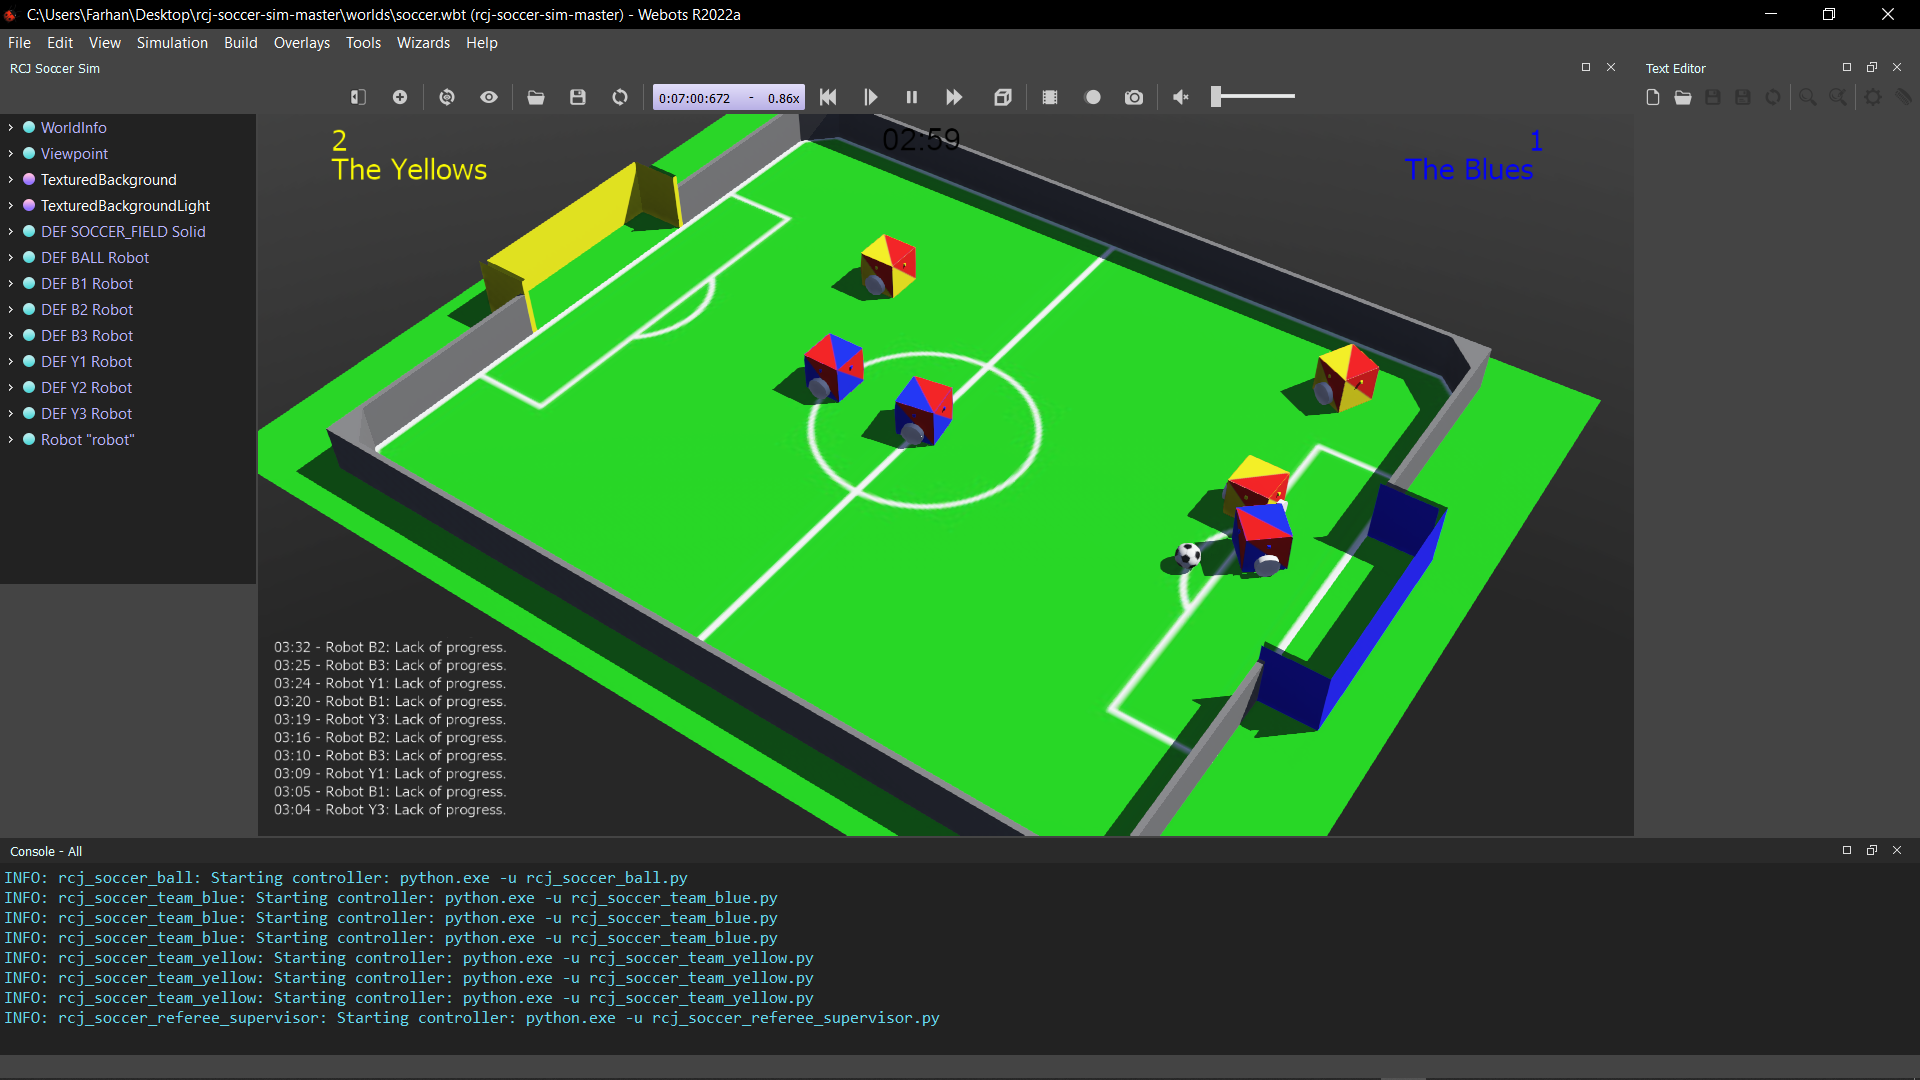 C:\Users\Farhan\Desktop\rcj-soccer-sim-master\worlds\soccer.wbt (rcj-soccer-sim-master) - Webots R2022a
File Edit View Simulation Build Overlays Tools Wizards Help
RCJ Soccer Sim
Text Editor
0:07:00:672 - 0.86x
WorldInfo
Viewpoint
TexturedBackground
TexturedBackgroundLight
DEF SOCCER_FIELD Solid
DEF BALL Robot
DEF B1 Robot
DEF B2 Robot
DEF B3 Robot
DEF Y1 Robot
DEF Y2 Robot
DEF Y3 Robot
Robot "robot"
2
The Yellows
02:59
1
The Blues
03:32 - Robot B2: Lack of progress.
03:25 - Robot B3: Lack of progress.
03:24 - Robot Y1: Lack of progress.
03:20 - Robot B1: Lack of progress.
03:19 - Robot Y3: Lack of progress.
03:16 - Robot B2: Lack of progress.
03:10 - Robot B3: Lack of progress.
03:09 - Robot Y1: Lack of progress.
03:05 - Robot B1: Lack of progress.
03:04 - Robot Y3: Lack of progress.
Console - All
INFO: rcj_soccer_ball: Starting controller: python.exe -u rcj_soccer_ball.py
INFO: rcj_soccer_team_blue: Starting controller: python.exe -u rcj_soccer_team_blue.py
INFO: rcj_soccer_team_blue: Starting controller: python.exe -u rcj_soccer_team_blue.py
INFO: rcj_soccer_team_blue: Starting controller: python.exe -u rcj_soccer_team_blue.py
INFO: rcj_soccer_team_yellow: Starting controller: python.exe -u rcj_soccer_team_yellow.py
INFO: rcj_soccer_team_yellow: Starting controller: python.exe -u rcj_soccer_team_yellow.py
INFO: rcj_soccer_team_yellow: Starting controller: python.exe -u rcj_soccer_team_yellow.py
INFO: rcj_soccer_referee_supervisor: Starting controller: python.exe -u rcj_soccer_referee_supervisor.py